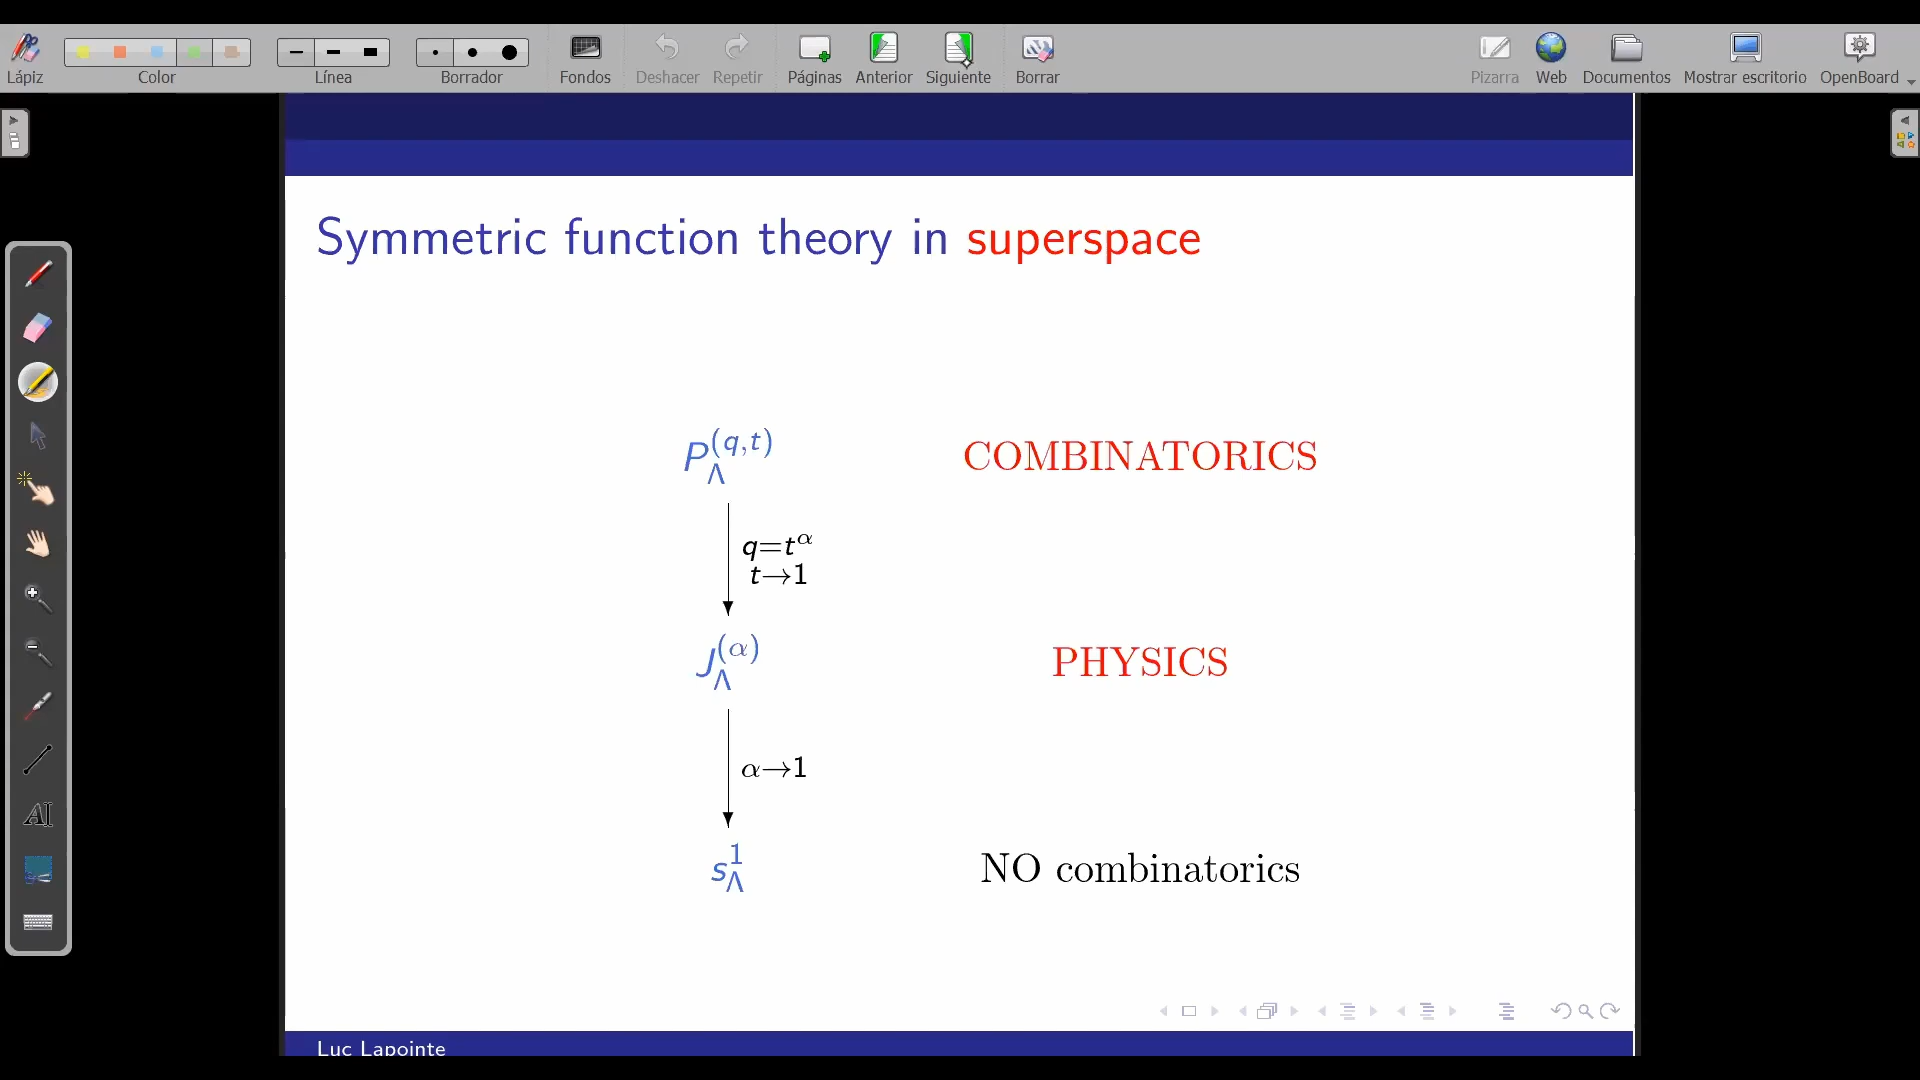 Lápiz
Color
Línea
Borrador
Fondos
Deshacer
Repetir
Páginas
Anterior
Siguiente
Borrar
Pizarra
Web
Documentos
Mostrar escritorio
OpenBoard
Symmetric function theory in superspace
P_Λ^{(q,t)} COMBINATORICS
q=t^α
t→1
J_Λ^{(α)} PHYSICS
α→1
s_Λ^1 NO combinatorics
Luc Lapointe